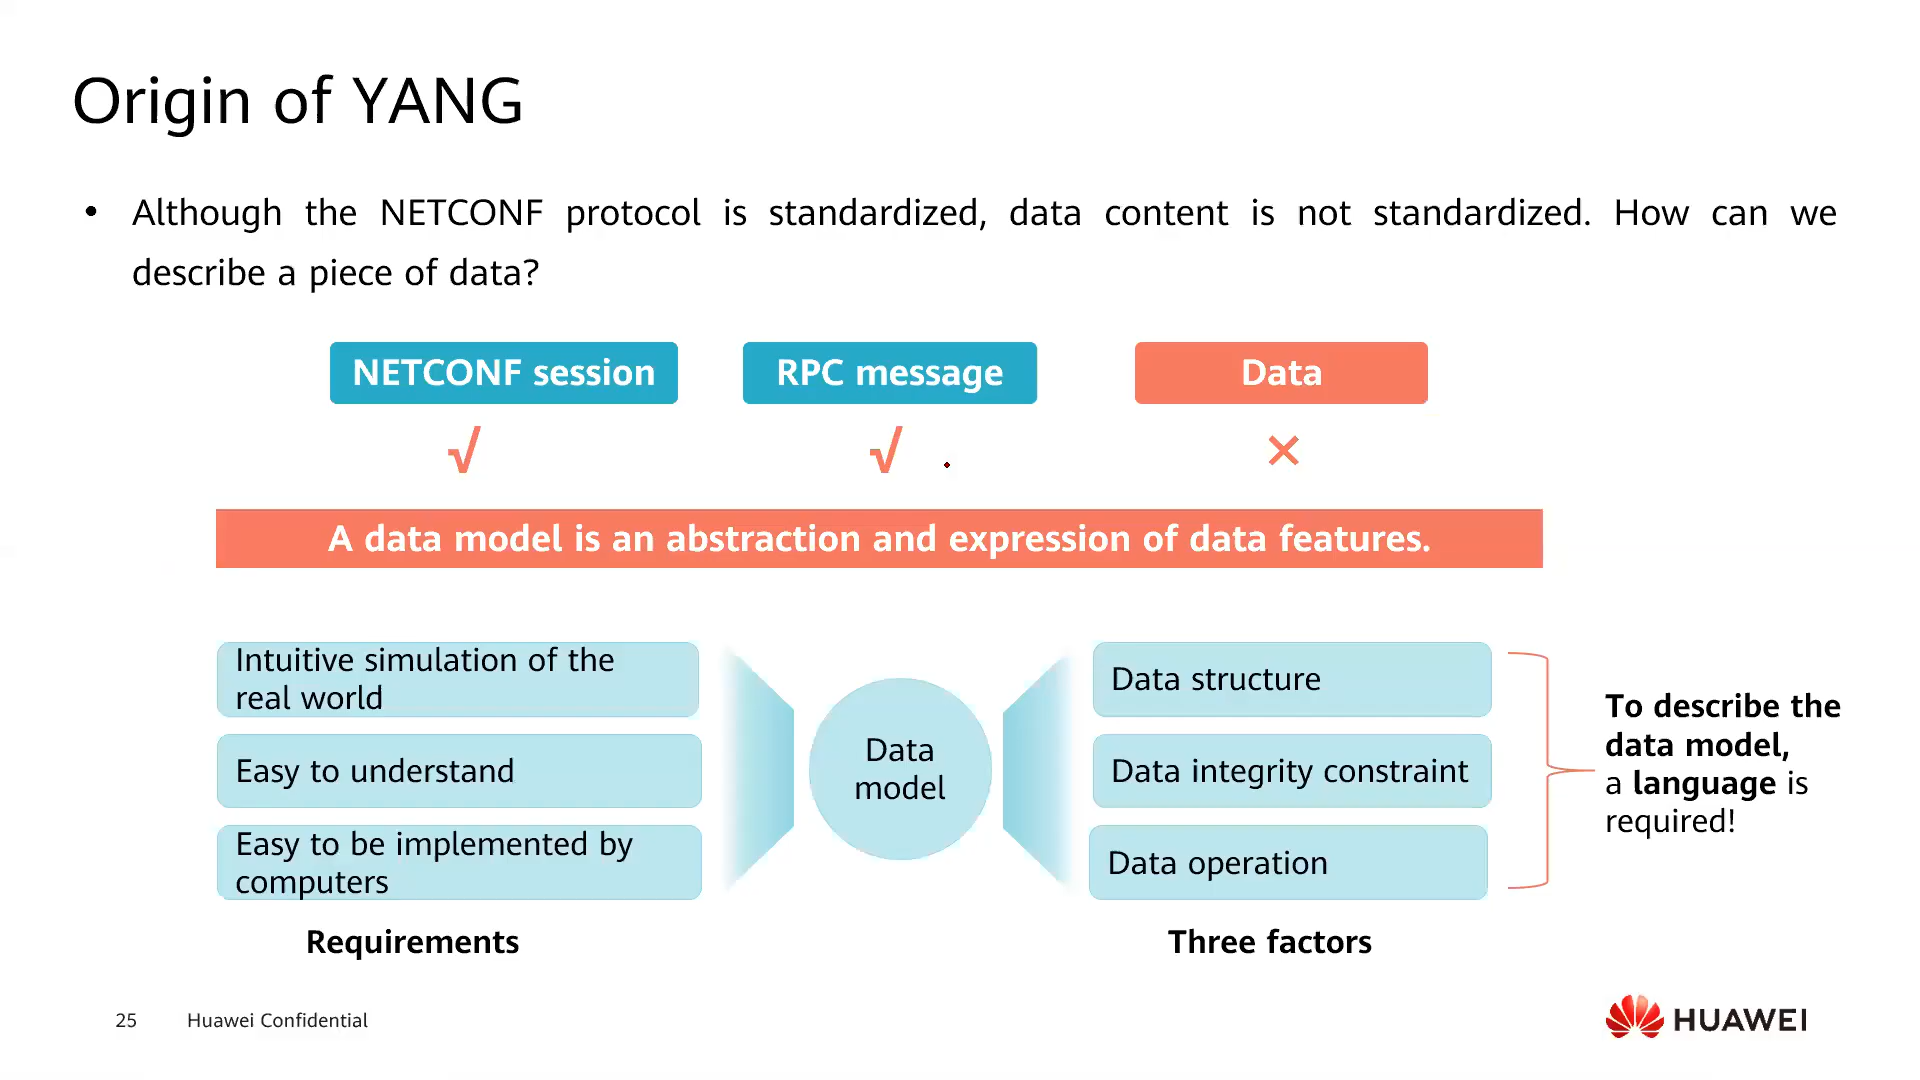 Origin of YANG
• Although the NETCONF protocol is standardized, data content is not standardized. How can we
describe a piece of data?
NETCONF session
RPC message
Data
√
√
×
A data model is an abstraction and expression of data features.
Intuitive simulation of the
real world
Easy to understand
Easy to be implemented by
computers
Requirements
Data
model
Data structure
Data integrity constraint
Data operation
Three factors
To describe the
data model,
a language is
required!
25
Huawei Confidential
HUAWEI